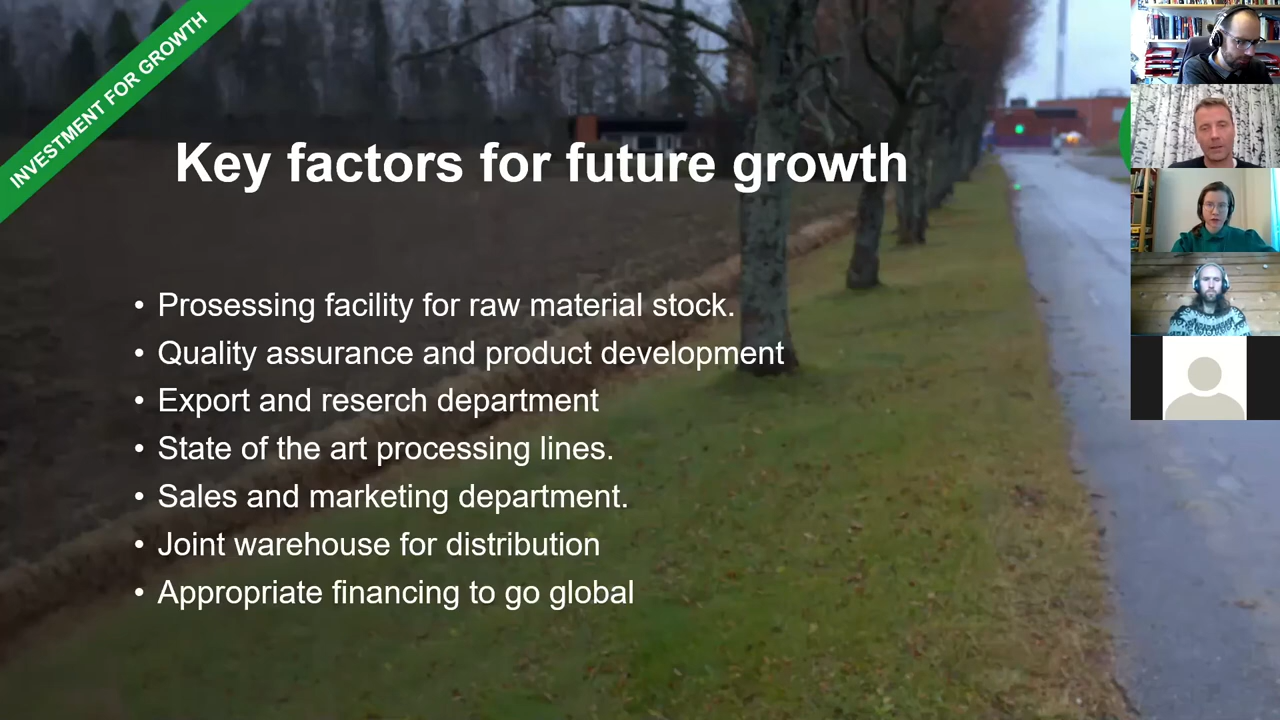 INVESTMENT FOR GROWTH
Key factors for future growth
• Prosessing facility for raw material stock.
• Quality assurance and product development
• Export and reserch department
• State of the art processing lines.
• Sales and marketing department.
• Joint warehouse for distribution
• Appropriate financing to go global